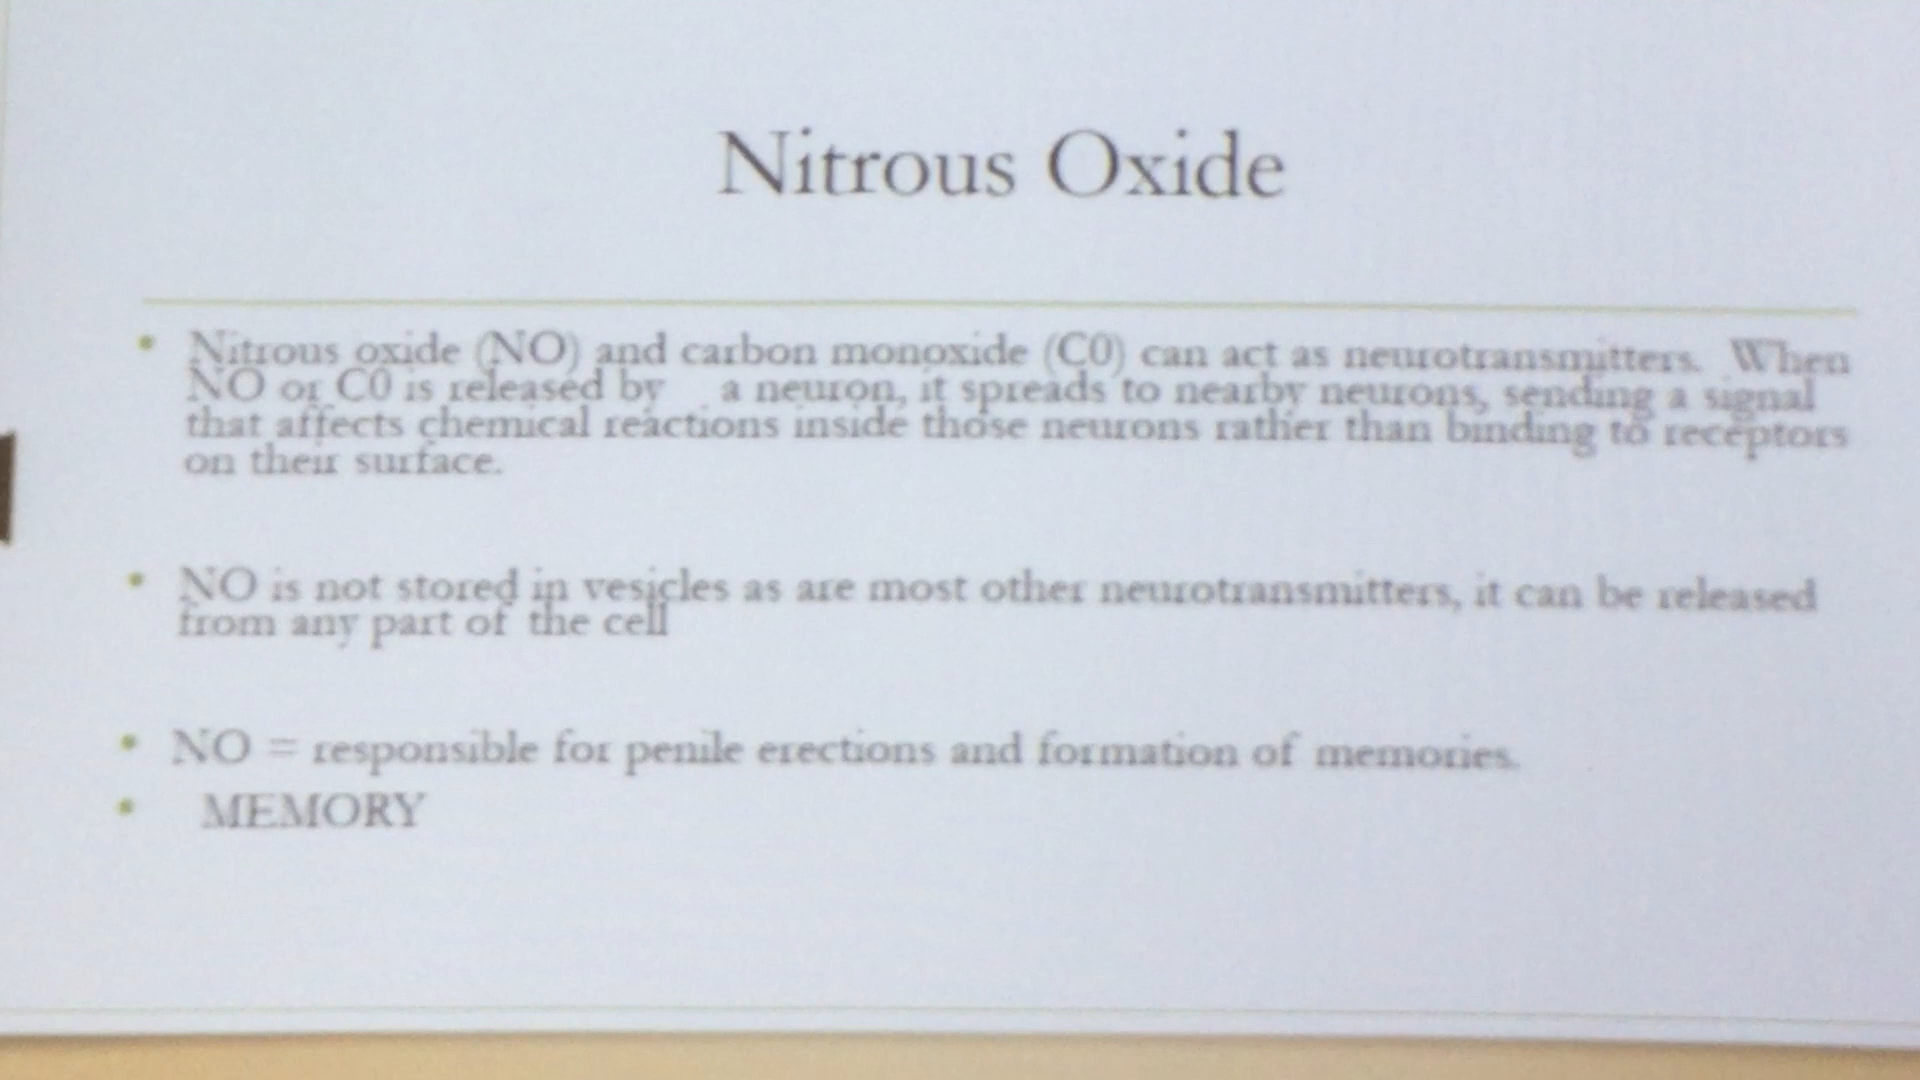 Nitrous Oxide
• Nitrous oxide (NO) and carbon monoxide (C0) can act as neurotransmitters. When
NO or C0 is released by a neuron, it spreads to nearby neurons, sending a signal
that affects chemical reactions inside those neurons rather than binding to receptors
on their surface.
• NO is not stored in vesicles as are most other neurotransmitters, it can be released
from any part of the cell
• NO = responsible for penile erections and formation of memories.
• MEMORY